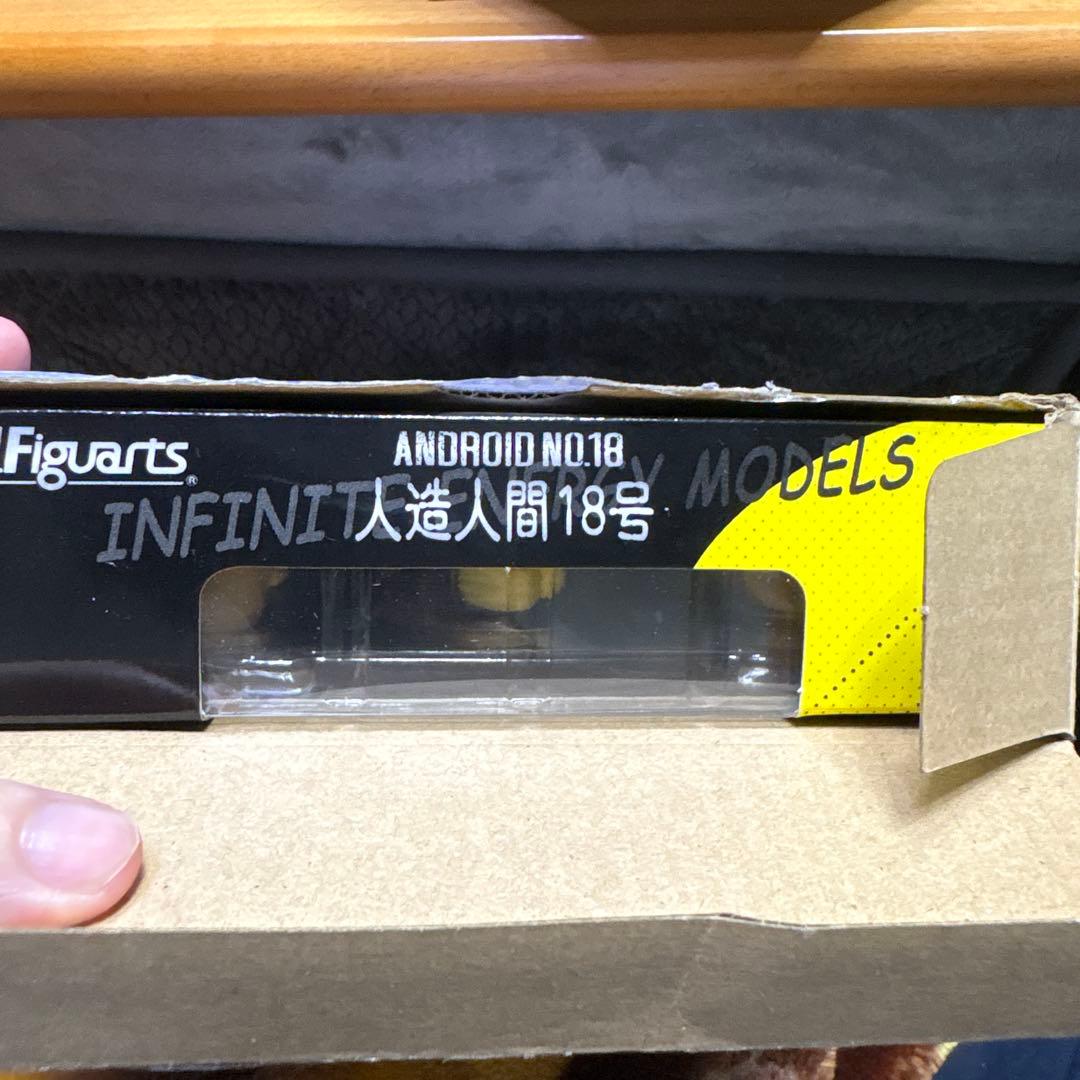 Figuarts
®
ANDROID NO.18
INFINITE ENERGY MODELS
人造人間18号